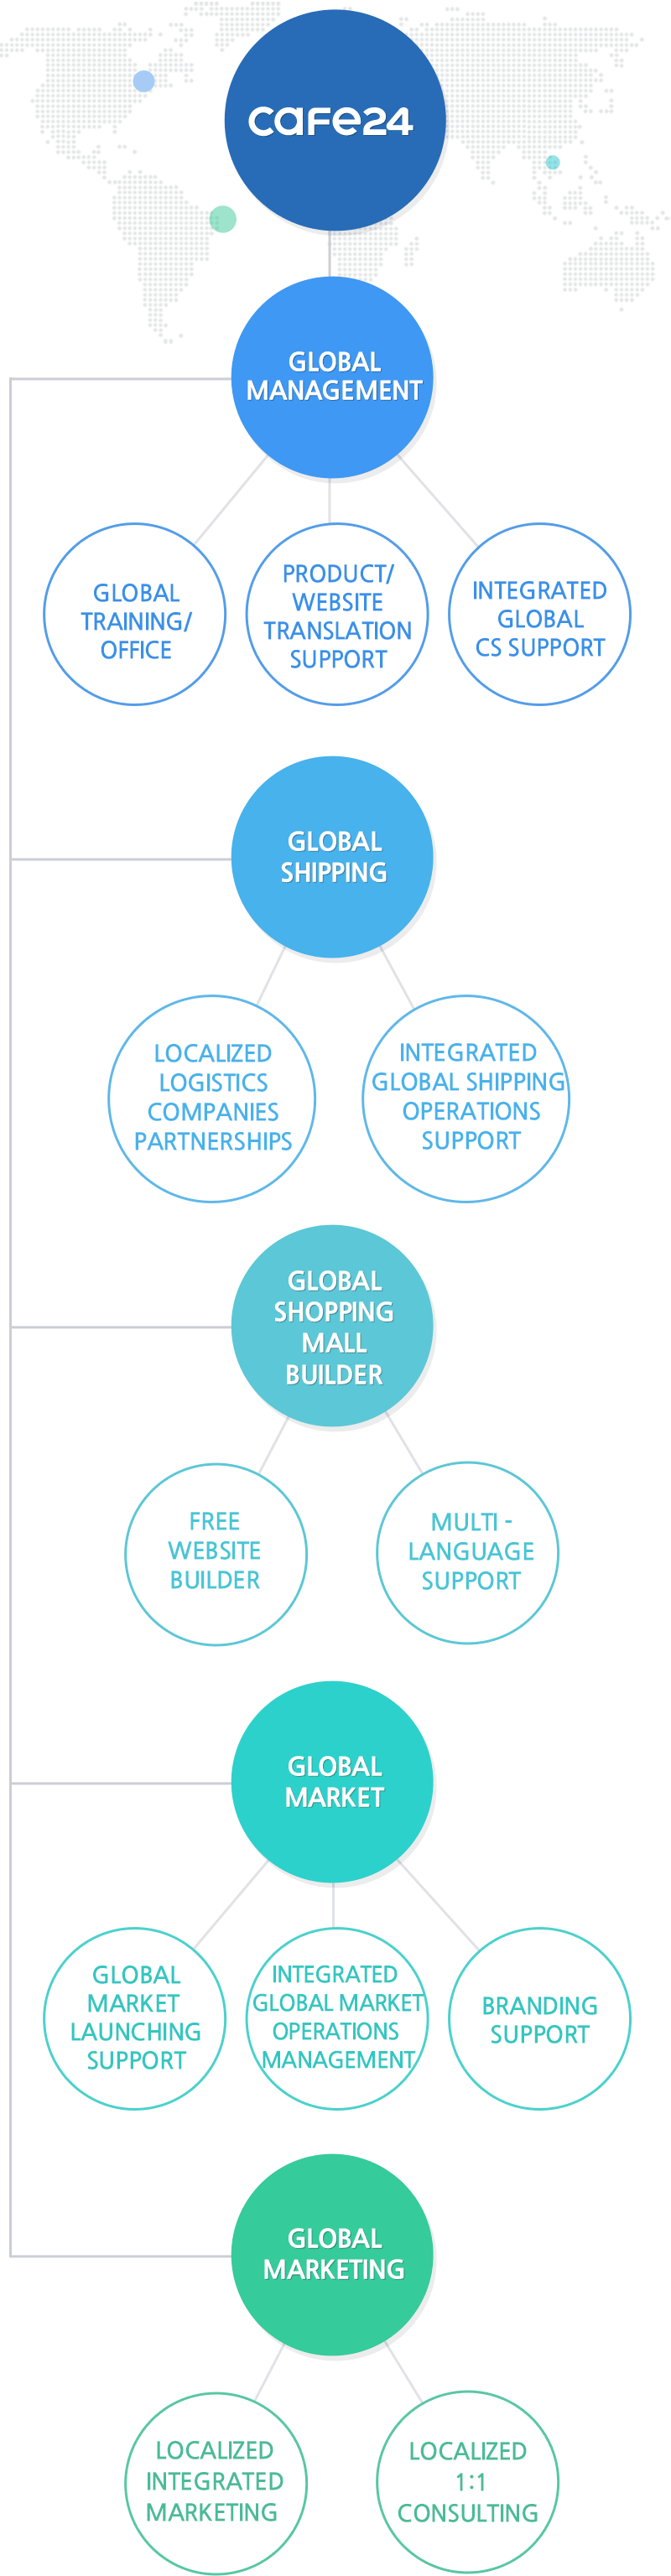 cafe24
GLOBAL
MANAGEMENT
GLOBAL
TRAINING/
OFFICE
PRODUCT/
WEBSITE
TRANSLATION
SUPPORT
INTEGRATED
GLOBAL
CS SUPPORT
GLOBAL
SHIPPING
LOCALIZED
LOGISTICS
COMPANIES
PARTNERSHIPS
INTEGRATED
GLOBAL SHIPPING
OPERATIONS
SUPPORT
GLOBAL
SHOPPING
MALL
BUILDER
FREE
WEBSITE
BUILDER
MULTI -
LANGUAGE
SUPPORT
GLOBAL
MARKET
GLOBAL
MARKET
LAUNCHING
SUPPORT
INTEGRATED
GLOBAL MARKET
OPERATIONS
MANAGEMENT
BRANDING
SUPPORT
GLOBAL
MARKETING
LOCALIZED
INTEGRATED
MARKETING
LOCALIZED
1:1
CONSULTING